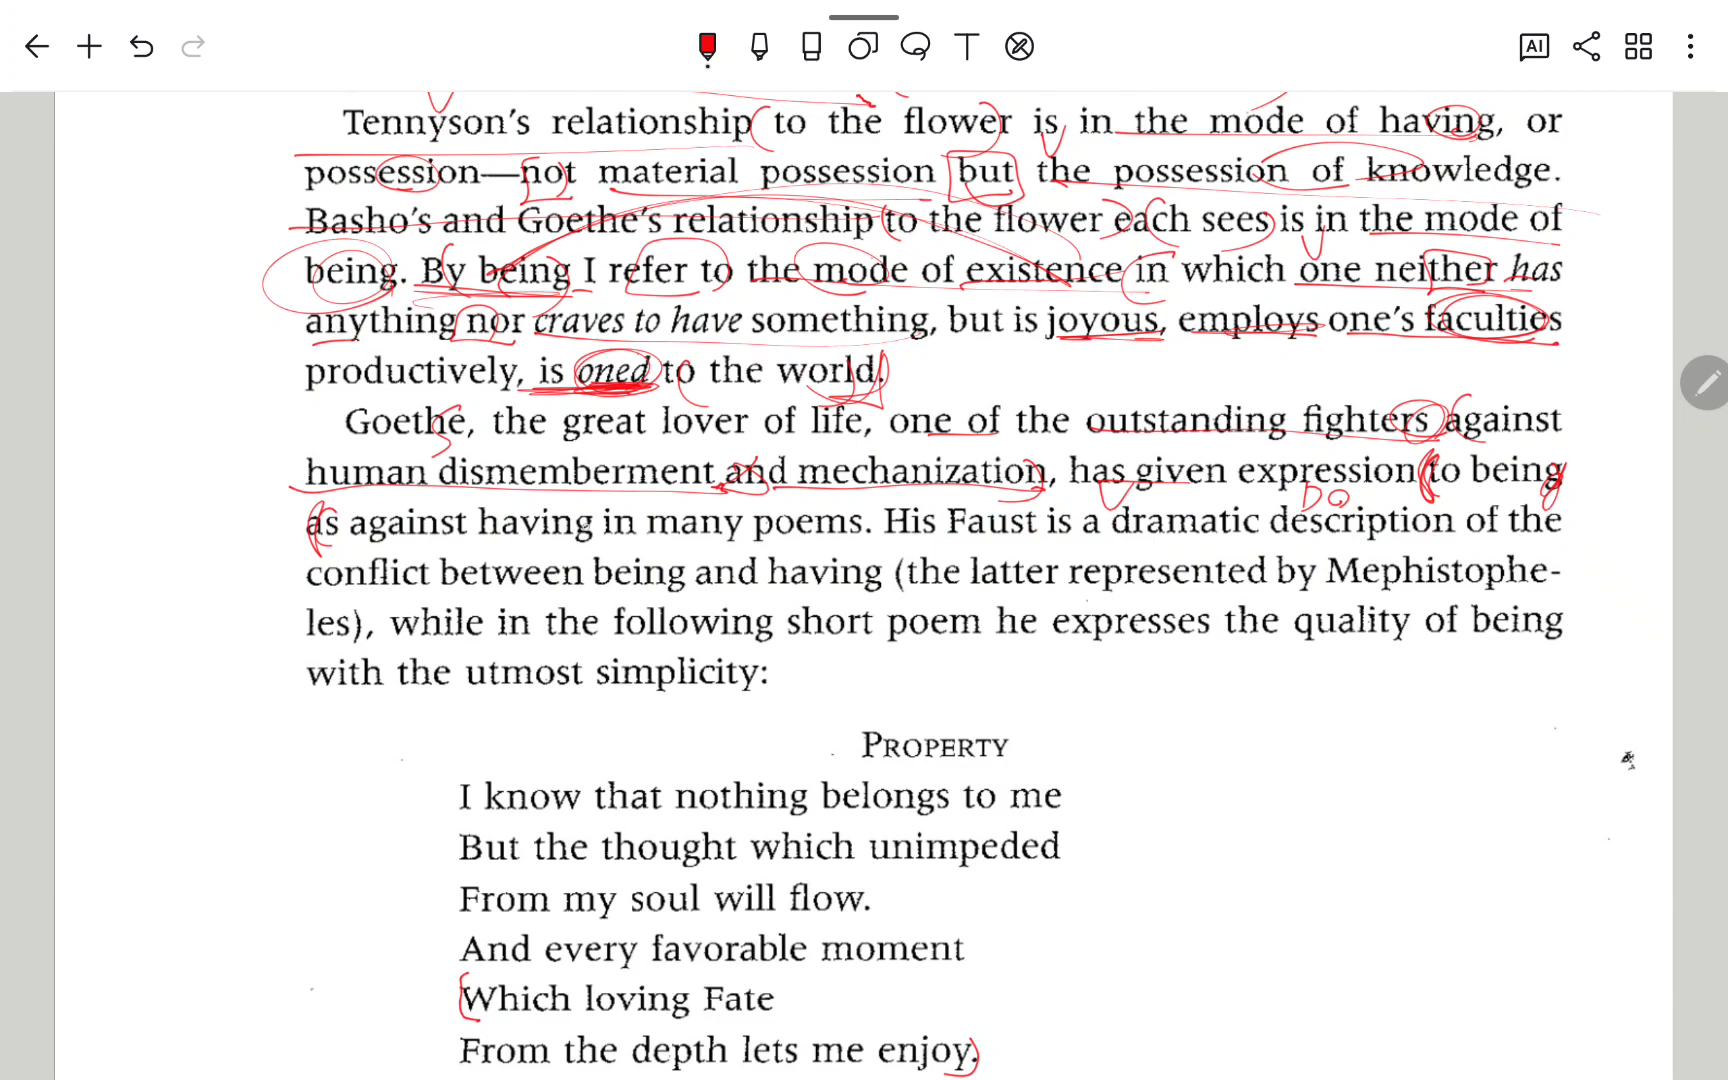 AI
Tennyson's relationship to the flower is in the mode of having, or
possession—not material possession but the possession of knowledge.
Basho's and Goethe's relationship to the flower each sees is in the mode of
being. By being I refer to the mode of existence in which one neither has
anything nor craves to have something, but is joyous, employs one's faculties
productively, is oned to the world.
Goethe, the great lover of life, one of the outstanding fighters against
human dismemberment and mechanization, has given expression to being
as against having in many poems. His Faust is a dramatic description of the
conflict between being and having (the latter represented by Mephistophe-
les), while in the following short poem he expresses the quality of being
with the utmost simplicity:
PROPERTY
I know that nothing belongs to me
But the thought which unimpeded
From my soul will flow.
And every favorable moment
Which loving Fate
From the depth lets me enjoy.